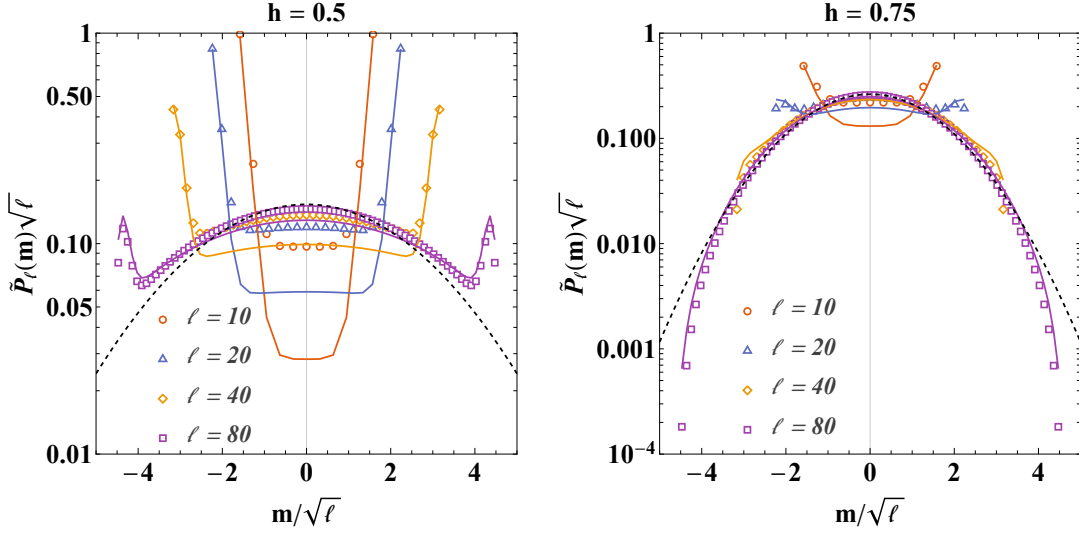 h = 0.5
1
0.50
0.10
0.05
0.01
P̃ℓ(m)√ℓ
ℓ = 10
ℓ = 20
ℓ = 40
ℓ = 80
−4 −2 0 2 4
m/√ℓ
h = 0.75
1
0.100
0.010
0.001
10⁻⁴
P̃ℓ(m)√ℓ
ℓ = 10
ℓ = 20
ℓ = 40
ℓ = 80
−4 −2 0 2 4
m/√ℓ